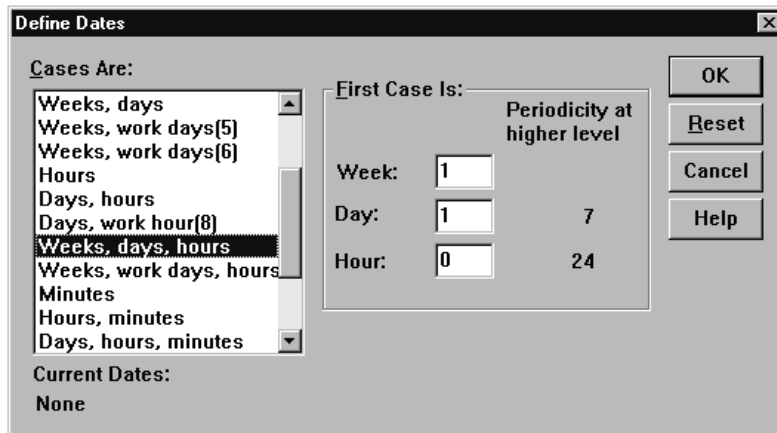 Define Dates
Cases Are:
Weeks, days
Weeks, work days(5)
Weeks, work days(6)
Hours
Days, hours
Days, work hour(8)
Weeks, days, hours
Weeks, work days, hours
Minutes
Hours, minutes
Days, hours, minutes
Current Dates:
None
First Case Is:
Periodicity at
higher level
Week: 1
Day: 1 7
Hour: 0 24
OK
Reset
Cancel
Help